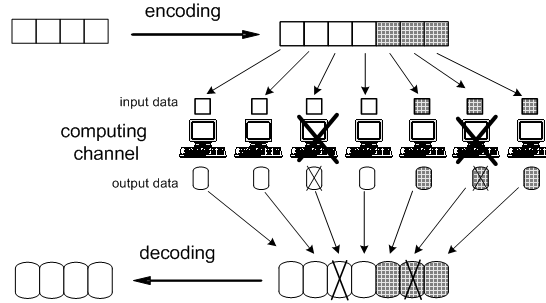 encoding
input data
computing
channel
output data
decoding